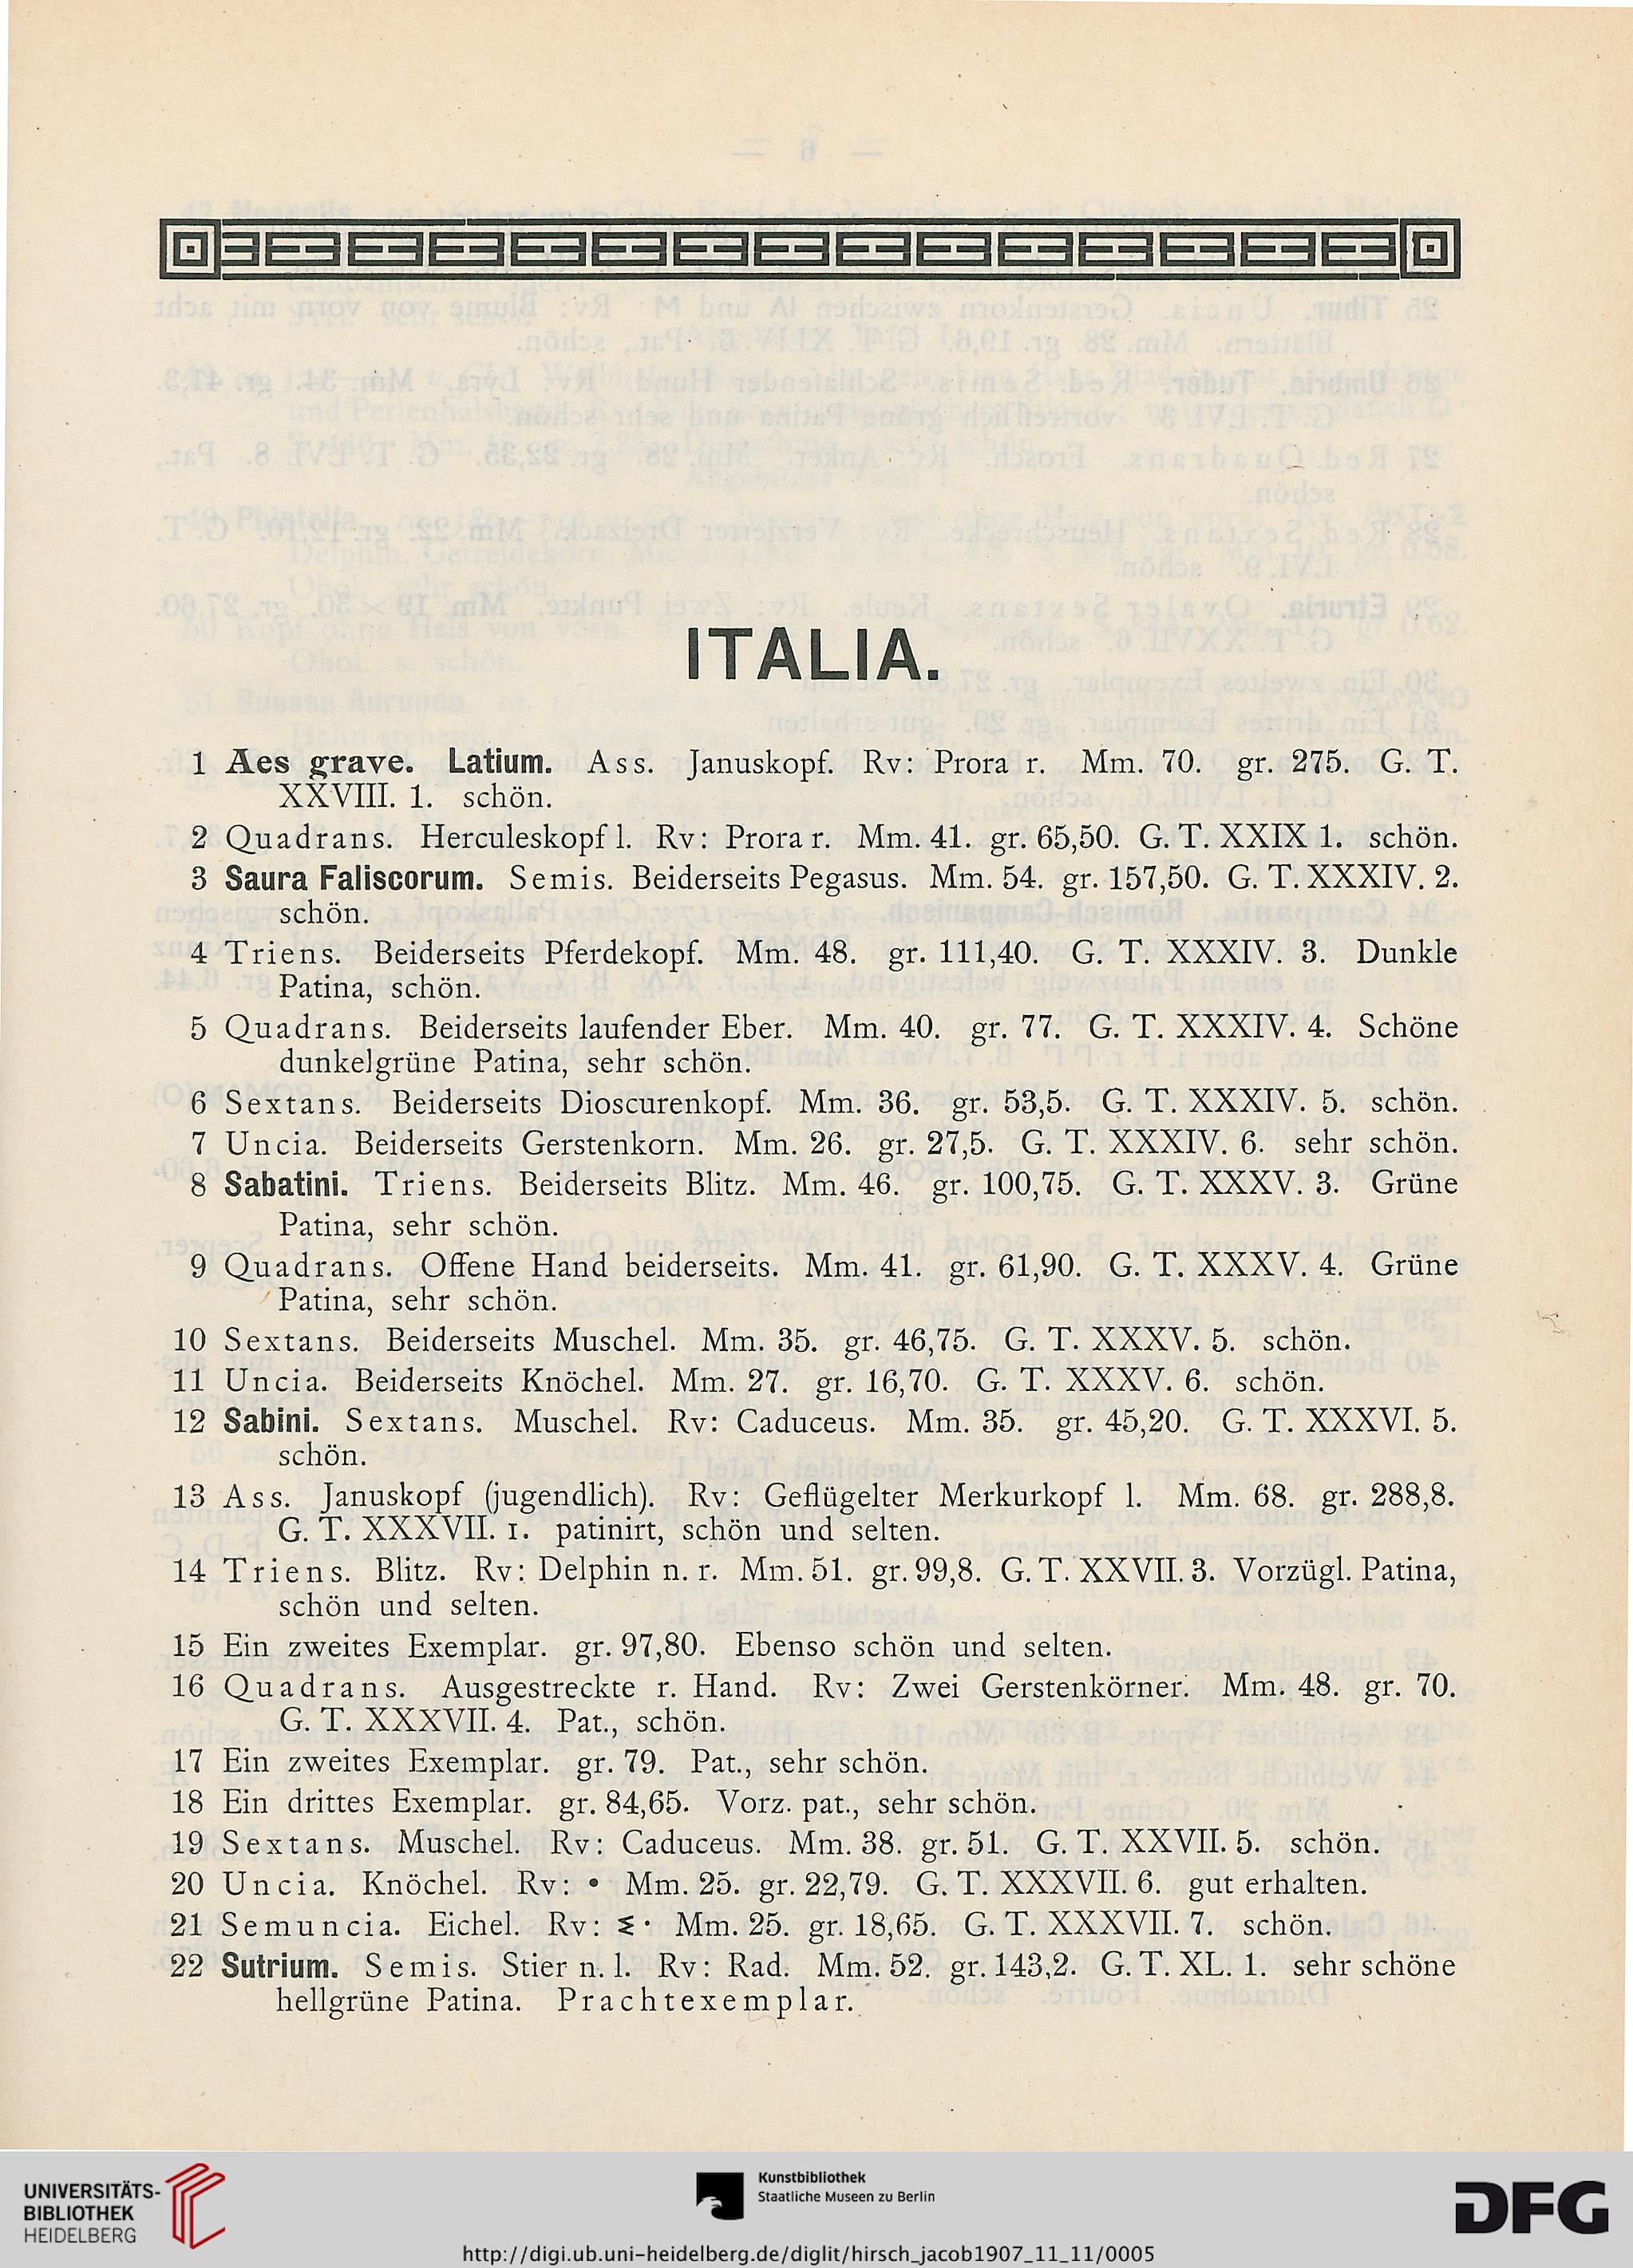 ITALIA.
1 Aes grave. Latium. Ass. Januskopf. Rv: Prora r. Mm. 70. gr. 275. G. T.
XXVIII. 1. schön.
2 Quadrans. Herculeskopf l. Rv: Prora r. Mm. 41. gr. 65,50. G. T. XXIX 1. schön.
3 Saura Faliscorum. Semis. Beiderseits Pegasus. Mm. 54. gr. 157,50. G. T. XXXIV. 2.
schön.
4 Triens. Beiderseits Pferdekopf. Mm. 48. gr. 111,40. G. T. XXXIV. 3. Dunkle
Patina, schön.
5 Quadrans. Beiderseits laufender Eber. Mm. 40. gr. 77. G. T. XXXIV. 4. Schöne
dunkelgrüne Patina, sehr schön.
6 Sextans. Beiderseits Dioscurenkopf. Mm. 36. gr. 53,5. G. T. XXXIV. 5. schön.
7 Uncia. Beiderseits Gerstenkorn. Mm. 26. gr. 27,5. G. T. XXXIV. 6. sehr schön.
8 Sabatini. Triens. Beiderseits Blitz. Mm. 46. gr. 100,75. G. T. XXXV. 3. Grüne
Patina, sehr schön.
9 Quadrans. Offene Hand beiderseits. Mm. 41. gr. 61,90. G. T. XXXV. 4. Grüne
Patina, sehr schön.
10 Sextans. Beiderseits Muschel. Mm. 35. gr. 46,75. G. T. XXXV. 5. schön.
11 Uncia. Beiderseits Knöchel. Mm. 27. gr. 16,70. G. T. XXXV. 6. schön.
12 Sabini. Sextans. Muschel. Rv: Caduceus. Mm. 35. gr. 45,20. G. T. XXXVI. 5.
schön.
13 Ass. Januskopf (jugendlich). Rv: Geflügelter Merkurkopf l. Mm. 68. gr. 288,8.
G. T. XXXVII. 1. patinirt, schön und selten.
14 Triens. Blitz. Rv: Delphin n. r. Mm. 51. gr. 99,8. G. T. XXVII. 3. Vorzügl. Patina,
schön und selten.
15 Ein zweites Exemplar. gr. 97,80. Ebenso schön und selten.
16 Quadrans. Ausgestreckte r. Hand. Rv: Zwei Gerstenkörner. Mm. 48. gr. 70.
G. T. XXXVII. 4. Pat., schön.
17 Ein zweites Exemplar. gr. 79. Pat., sehr schön.
18 Ein drittes Exemplar. gr. 84,65. Vorz. pat., sehr schön.
19 Sextans. Muschel. Rv: Caduceus. Mm. 38. gr. 51. G. T. XXVII. 5. schön.
20 Uncia. Knöchel. Rv: • Mm. 25. gr. 22,79. G. T. XXXVII. 6. gut erhalten.
21 Semuncia. Eichel. Rv: Σ· Mm. 25. gr. 18,65. G. T. XXXVII. 7. schön.
22 Sutrium. Semis. Stier n. l. Rv: Rad. Mm. 52. gr. 143,2. G. T. XL. 1. sehr schöne
hellgrüne Patina. Prachtexemplar.
UNIVERSITÄTS-
BIBLIOTHEK
HEIDELBERG
Kunstbibliothek
Staatliche Museen zu Berlin
DFG
http://digi.ub.uni-heidelberg.de/diglit/hirsch_jacob1907_11_11/0005